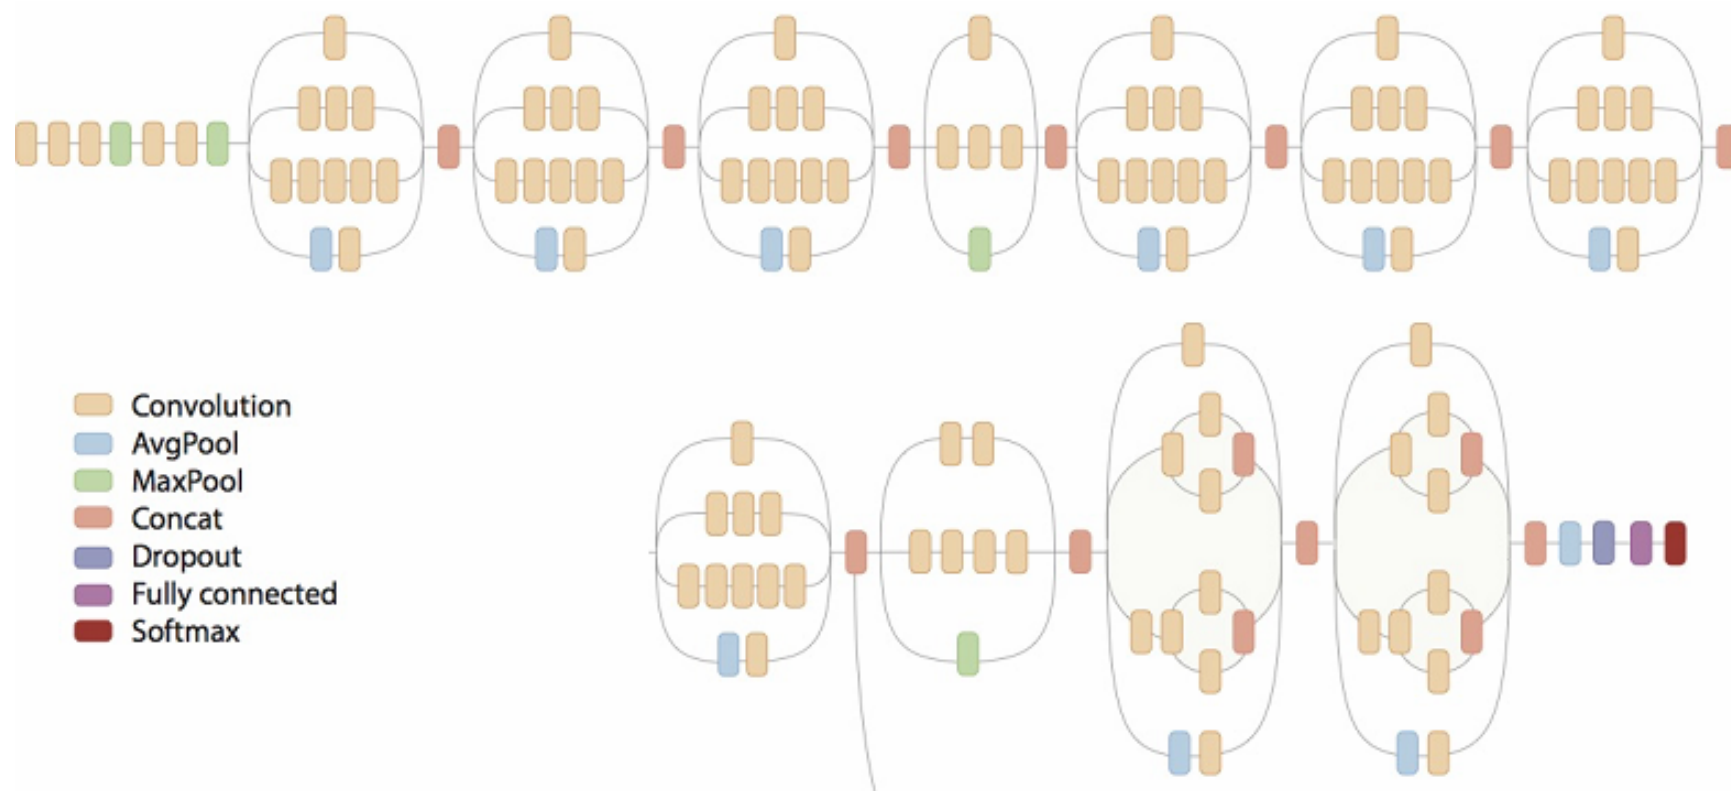 Convolution
AvgPool
MaxPool
Concat
Dropout
Fully connected
Softmax